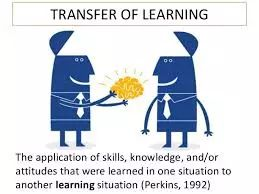 TRANSFER OF LEARNING
The application of skills, knowledge, and/or
attitudes that were learned in one situation to
another learning situation (Perkins, 1992)